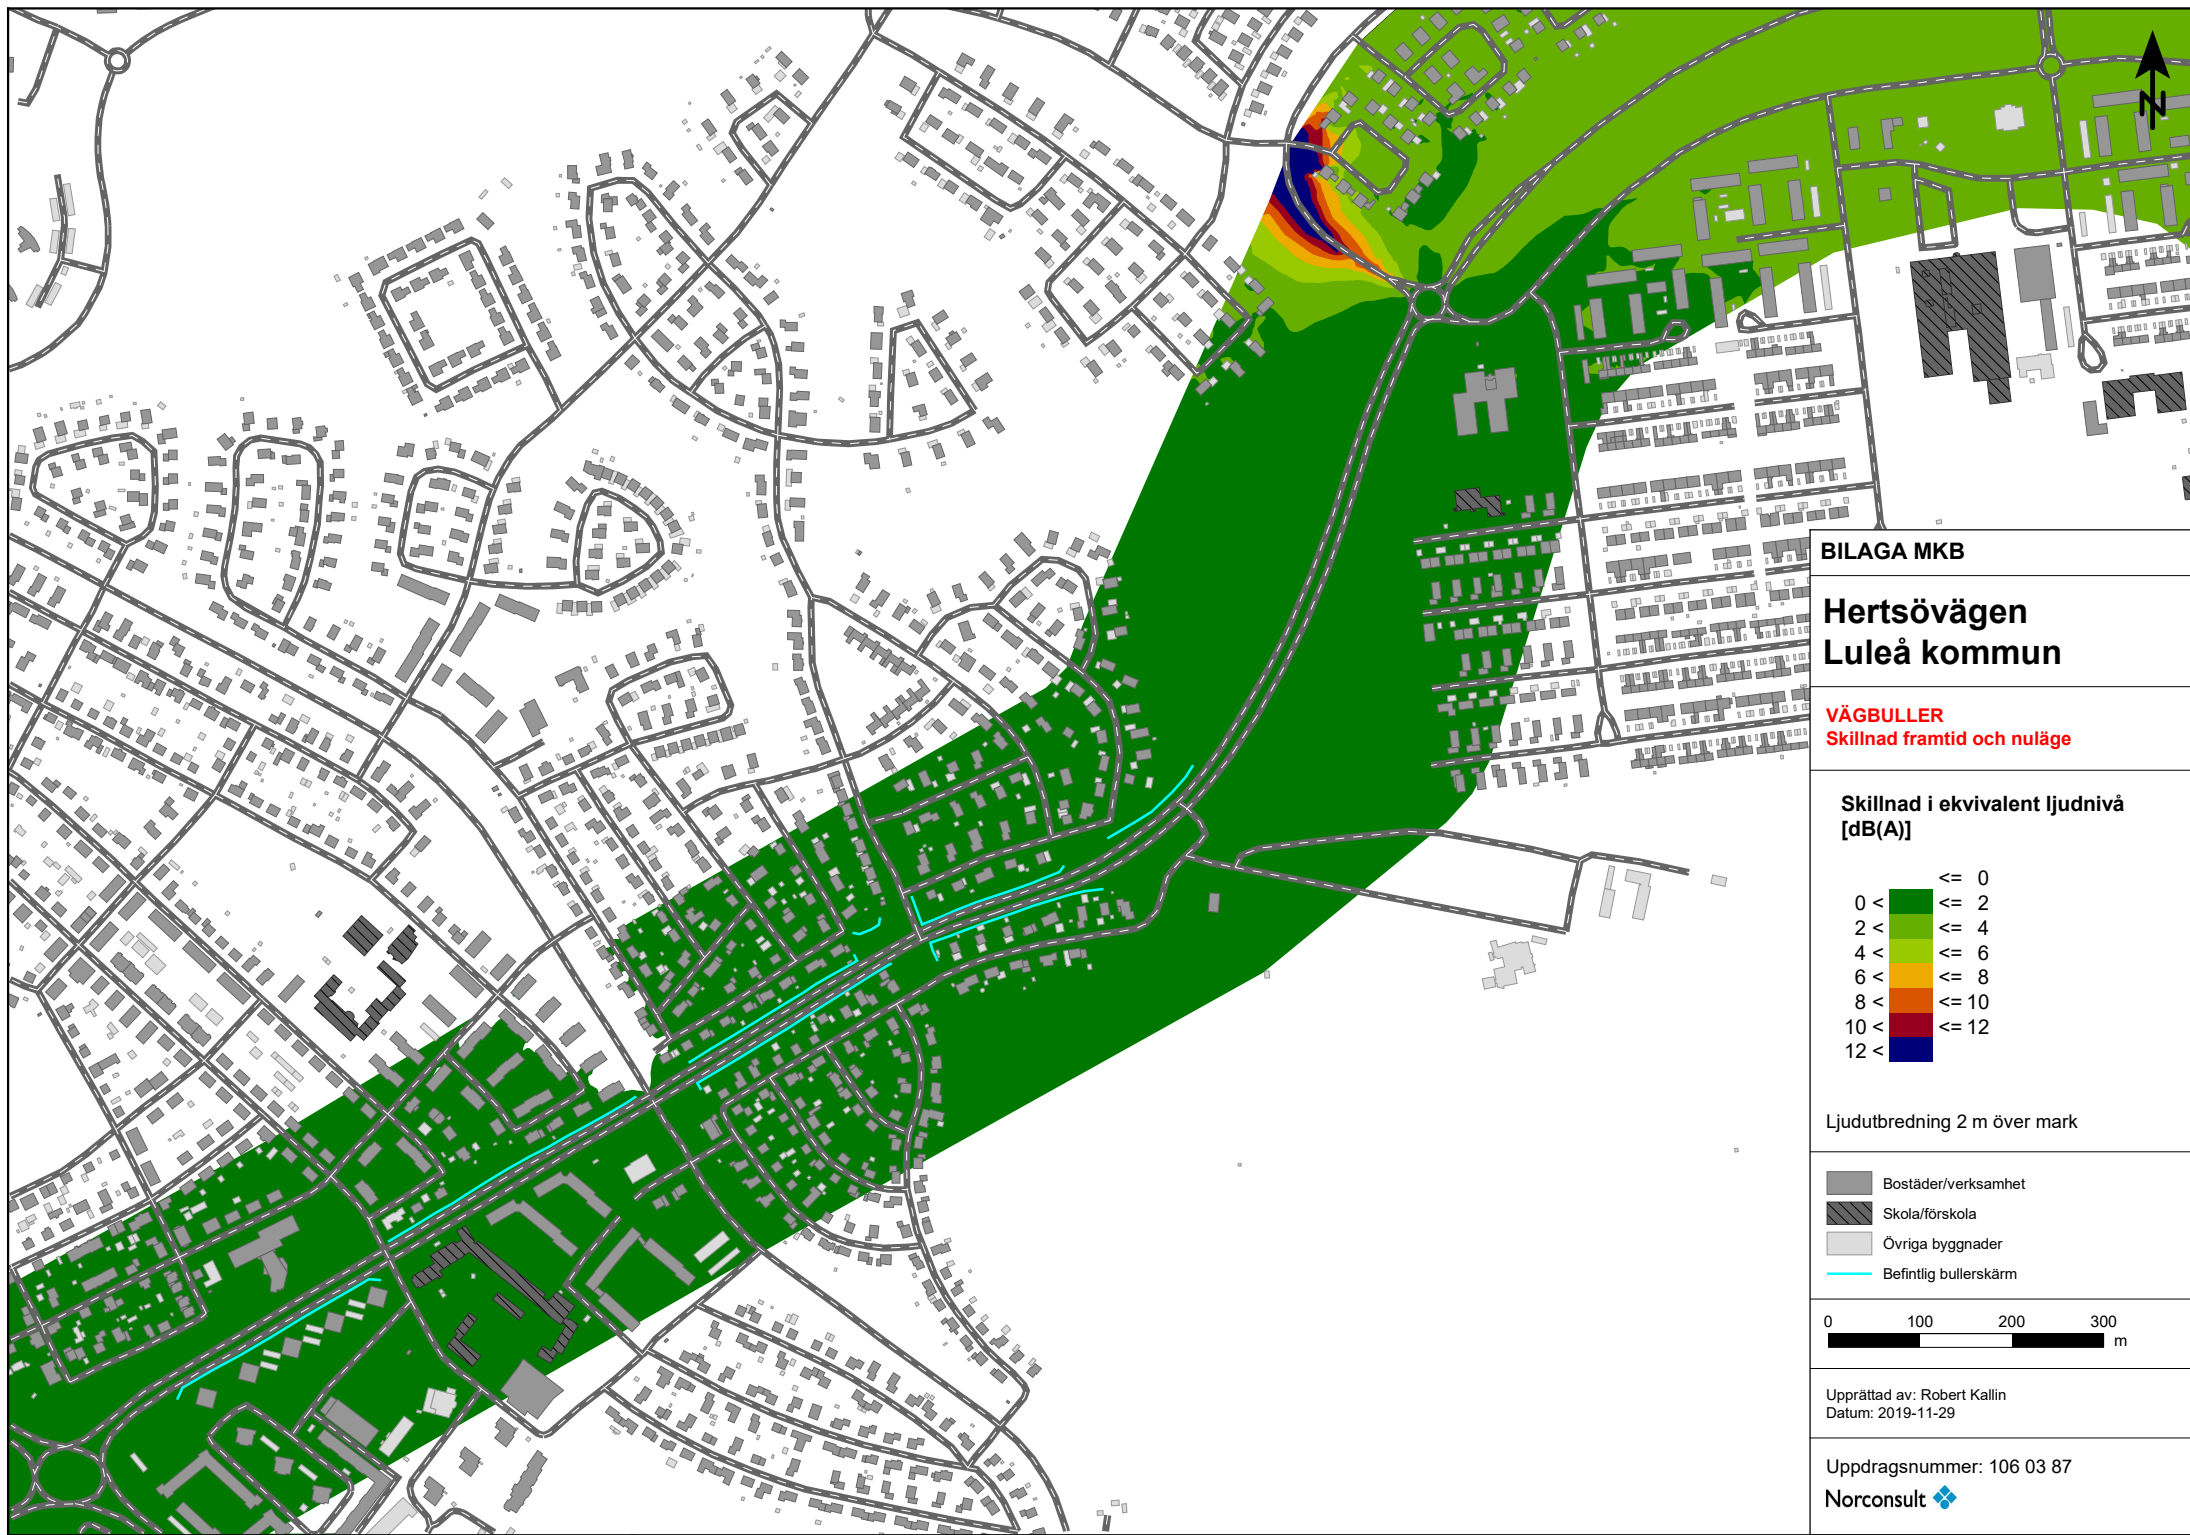 N
BILAGA MKB
Hertsövägen
Luleå kommun
VÄGBULLER
Skillnad framtid och nuläge
Skillnad i ekvivalent ljudnivå
[dB(A)]
<= 0
0 < <= 2
2 < <= 4
4 < <= 6
6 < <= 8
8 < <= 10
10 < <= 12
12 <
Ljudutbredning 2 m över mark
Bostäder/verksamhet
Skola/förskola
Övriga byggnader
Befintlig bullerskärm
0 100 200 300
m
Upprättad av: Robert Kallin
Datum: 2019-11-29
Uppdragsnummer: 106 03 87
Norconsult